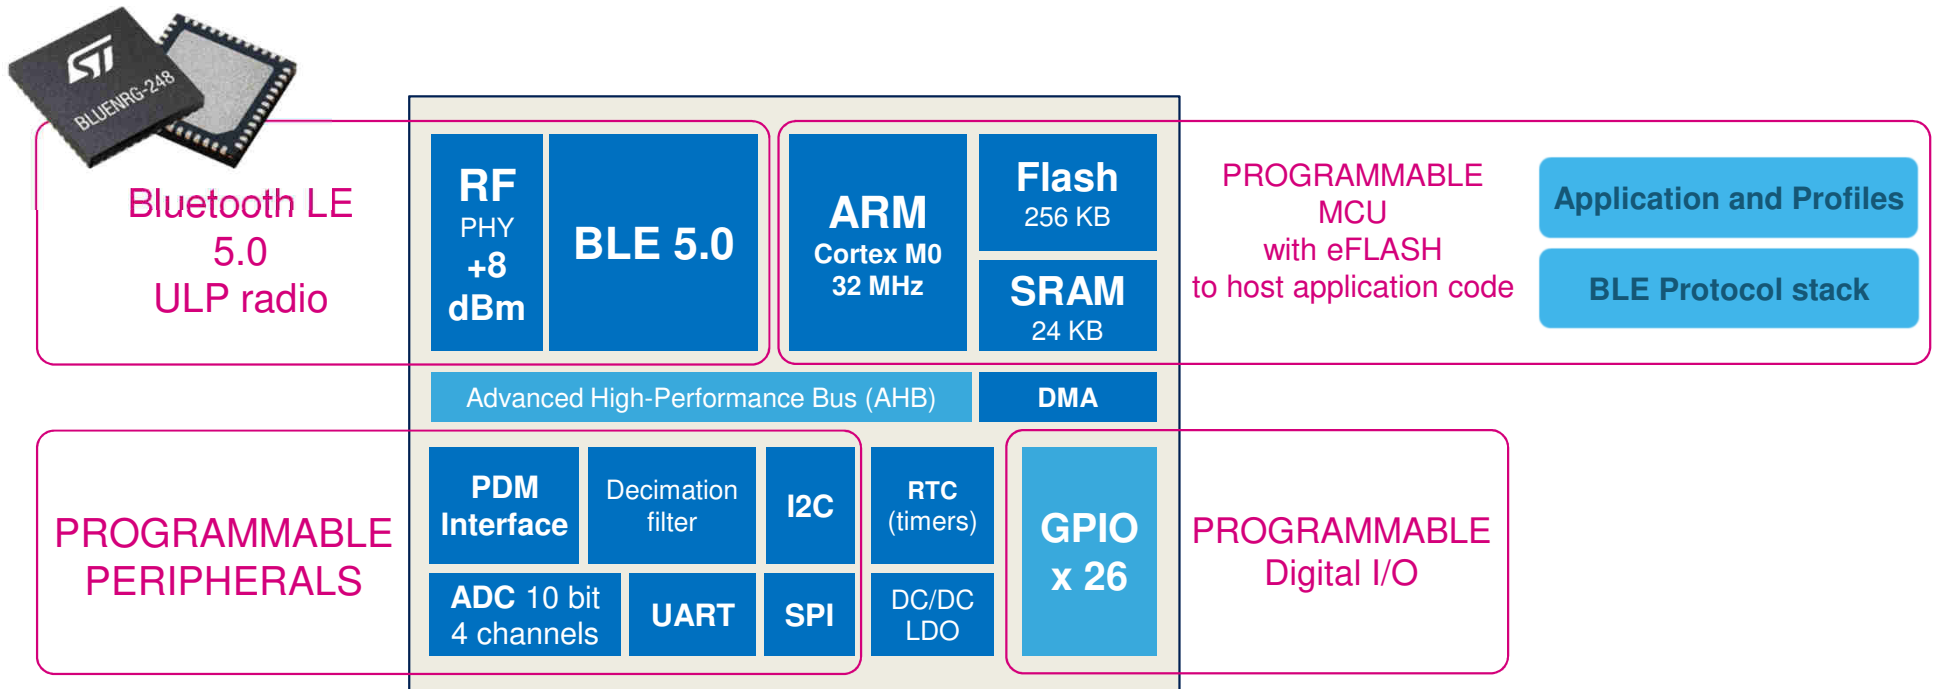 ST
BLUENRG-248
Bluetooth LE
5.0
ULP radio
RF
PHY
+8
dBm
BLE 5.0
ARM
Cortex M0
32 MHz
Flash
256 KB
SRAM
24 KB
PROGRAMMABLE
MCU
with eFLASH
to host application code
Application and Profiles
BLE Protocol stack
Advanced High-Performance Bus (AHB)
DMA
PROGRAMMABLE
PERIPHERALS
PDM
Interface
Decimation
filter
I2C
RTC
(timers)
ADC 10 bit
4 channels
UART
SPI
DC/DC
LDO
GPIO
x 26
PROGRAMMABLE
Digital I/O